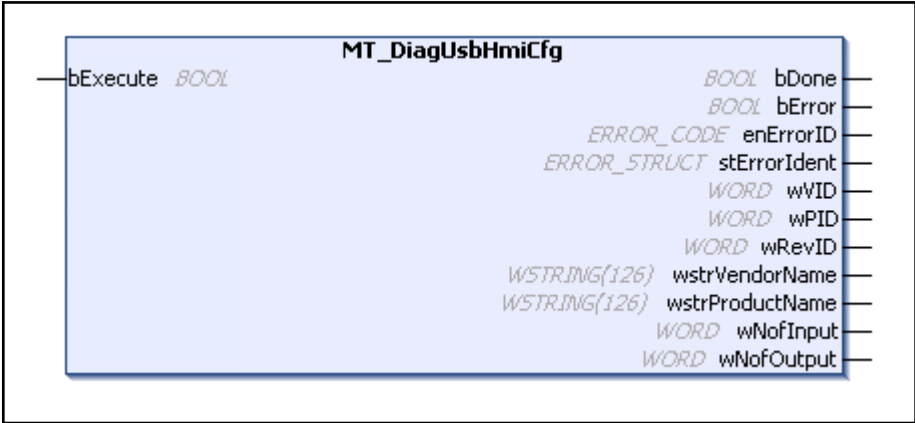 MT_DiagUsbHmiCfg
bExecute BOOL BOOL bDone
BOOL bError
ERROR_CODE enErrorID
ERROR_STRUCT stErrorIdent
WORD wVID
WORD wPID
WORD wRevID
WSTRING(126) wstrVendorName
WSTRING(126) wstrProductName
WORD wNofInput
WORD wNofOutput